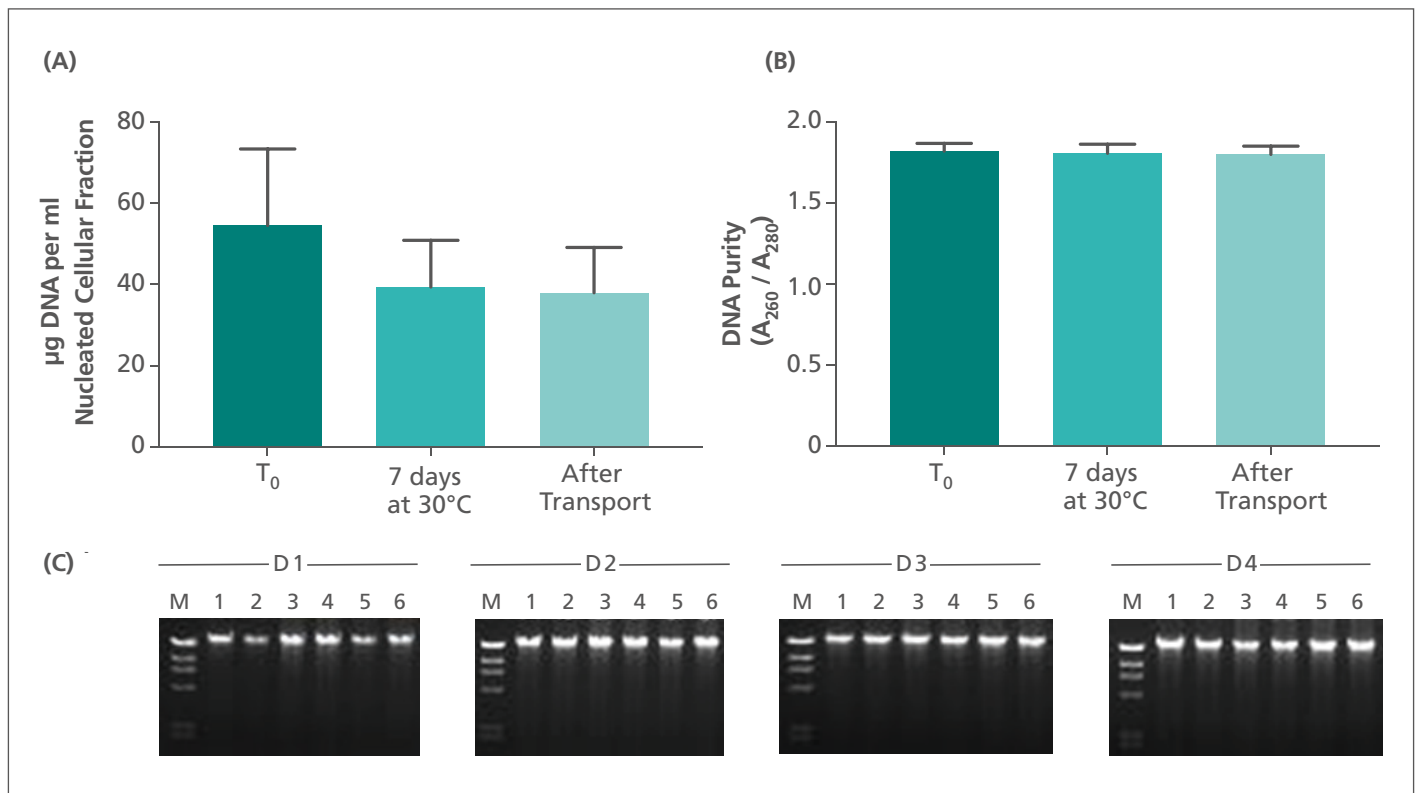 (A)
µg DNA per ml
Nucleated Cellular Fraction
80
60
40
20
0
T0
7 days
at 30°C
After
Transport
(B)
DNA Purity
(A260 / A280)
2.0
1.5
1.0
0.5
0
T0
7 days
at 30°C
After
Transport
(C)
D1
M 1 2 3 4 5 6
D2
M 1 2 3 4 5 6
D3
M 1 2 3 4 5 6
D4
M 1 2 3 4 5 6